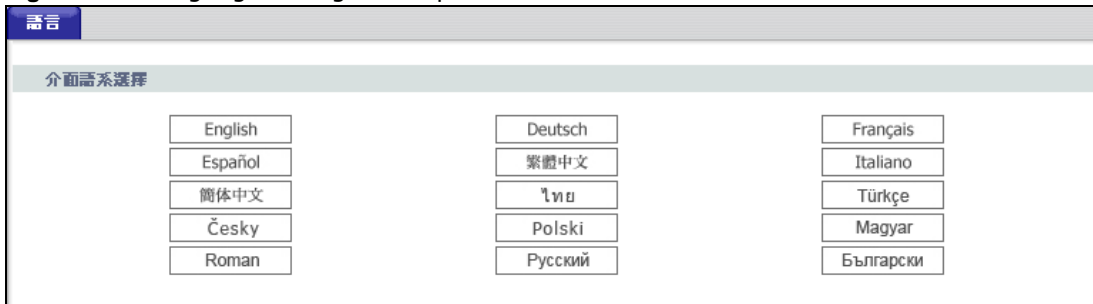 語言
介面語系選擇
English Deutsch Français
Español 繁體中文 Italiano
簡体中文 ไทย Türkçe
Česky Polski Magyar
Roman Русский Български